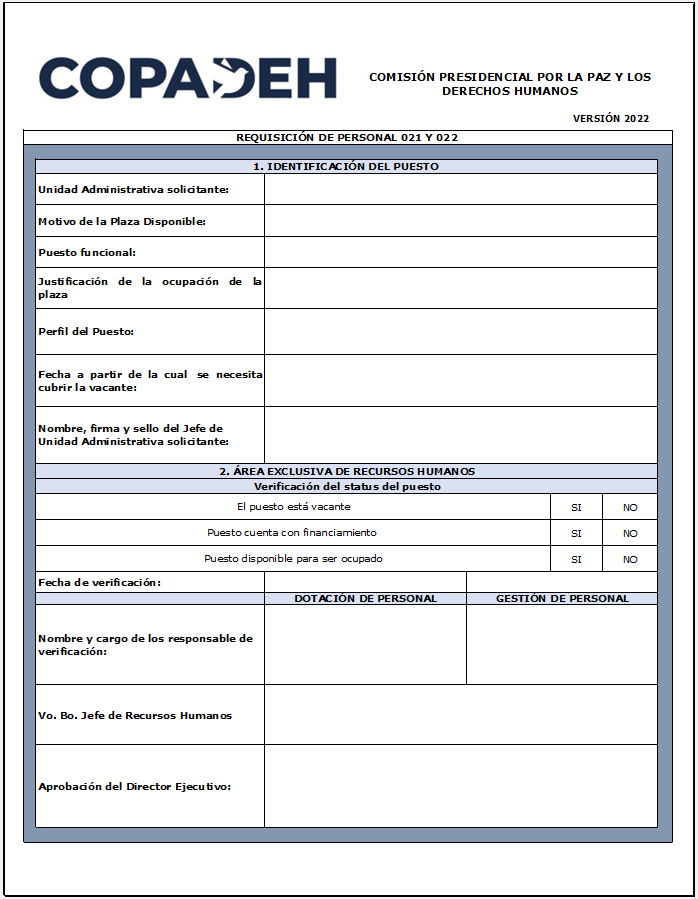 COPADEH
COMISIÓN PRESIDENCIAL POR LA PAZ Y LOS
DERECHOS HUMANOS
VERSIÓN 2022
REQUISICIÓN DE PERSONAL 021 Y 022
1. IDENTIFICACIÓN DEL PUESTO
Unidad Administrativa solicitante:
Motivo de la Plaza Disponible:
Puesto funcional:
Justificación de la ocupación de la
plaza
Perfil del Puesto:
Fecha a partir de la cual se necesita
cubrir la vacante:
Nombre, firma y sello del Jefe de
Unidad Administrativa solicitante:
2. ÁREA EXCLUSIVA DE RECURSOS HUMANOS
Verificación del status del puesto
El puesto está vacante SI NO
Puesto cuenta con financiamiento SI NO
Puesto disponible para ser ocupado SI NO
Fecha de verificación:
DOTACIÓN DE PERSONAL GESTIÓN DE PERSONAL
Nombre y cargo de los responsable de
verificación:
Vo. Bo. Jefe de Recursos Humanos
Aprobación del Director Ejecutivo: